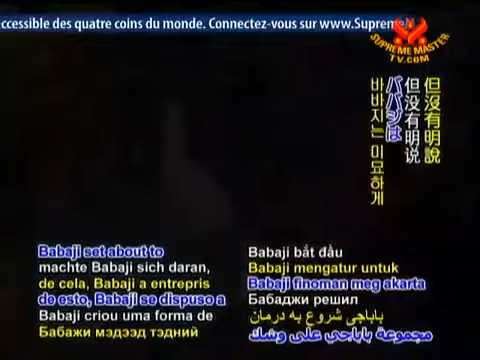 ccessible des quatre coins du monde. Connectez-vous sur www.Suprem
SUPREME MASTER
TV.COM
但沒有明說
但没有明说
ババジは
바바지는 미묘하게
Babaji set about to
machte Babaji sich daran,
de cela, Babaji a entrepris
de esto, Babaji se dispuso a
Babaji criou uma forma de
Бабажи мэдээд тэдний
Babaji bắt đầu
Babaji mengatur untuk
Babaji finoman meg akarta
Бабаджи решил
باباجی شروع به درمان
مجموعة باباجي على وشك